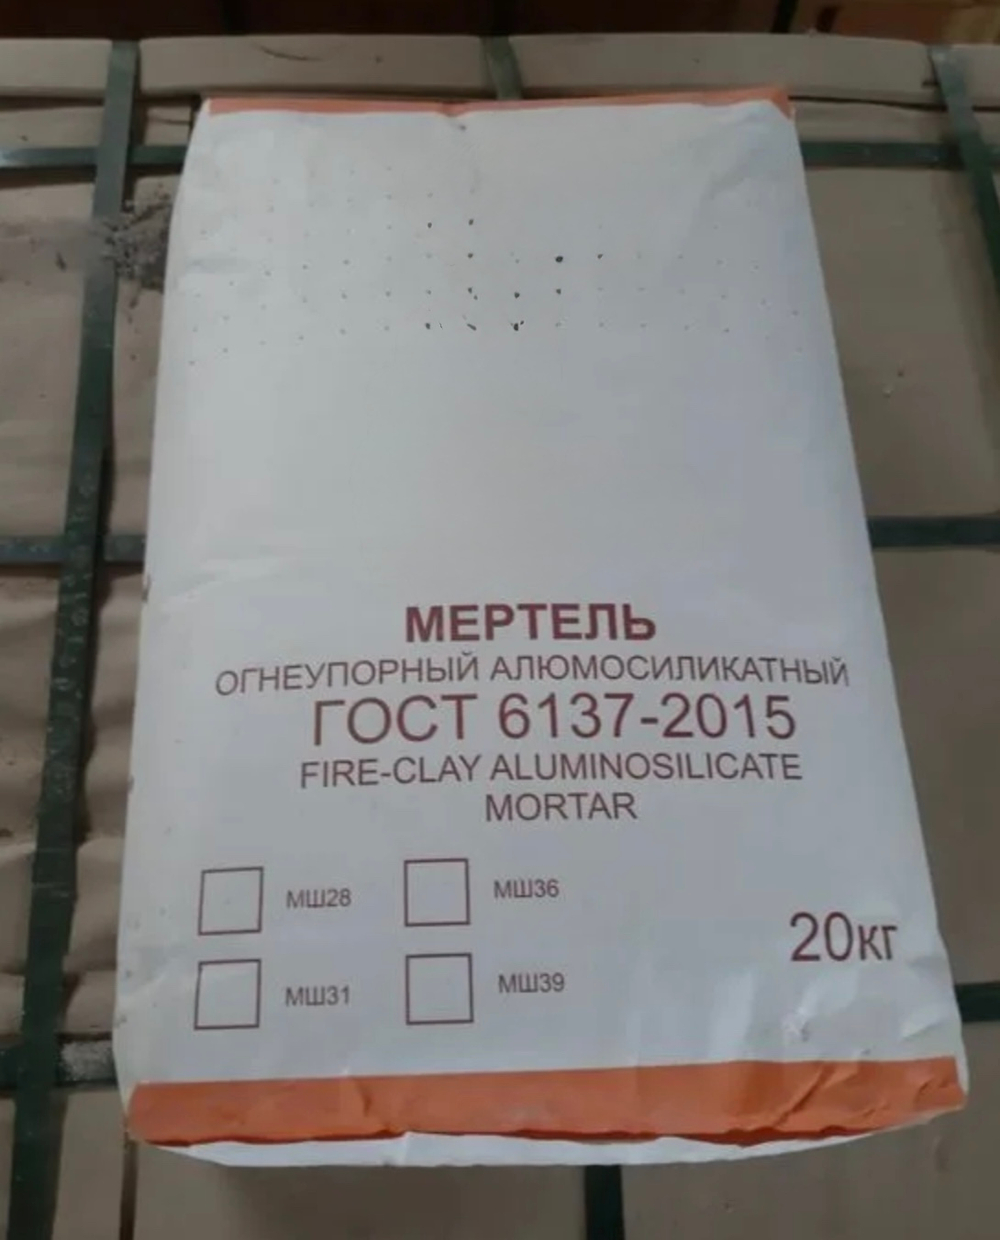 МЕРТЕЛЬ
ОГНЕУПОРНЫЙ АЛЮМОСИЛИКАТНЫЙ
ГОСТ 6137-2015
FIRE-CLAY ALUMINOSILICATE
MORTAR
МШ28 МШ36
МШ31 МШ39
20кг